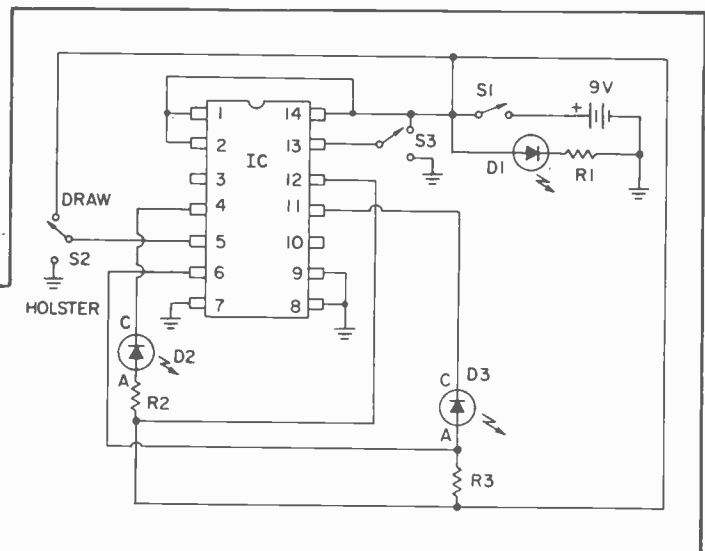 S1
9V
+
1
14
S3
2
13
IC
D1
R1
3
12
DRAW
4
11
5
10
S2
6
9
HOLSTER
7
8
C
D2
A
R2
C
D3
A
R3